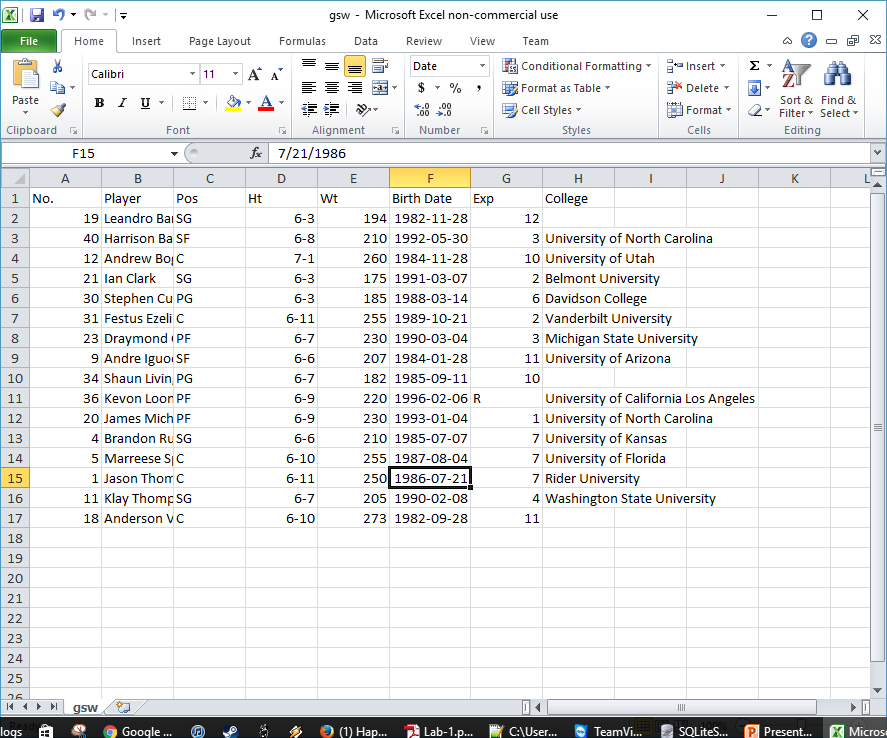 gsw - Microsoft Excel non-commercial use
File Home Insert Page Layout Formulas Data Review View Team
Paste Calibri 11 A A Date Conditional Formatting Insert Σ
B I U A $ % , Format as Table Delete Sort & Find &
Cell Styles Format Filter Select
Clipboard Font Alignment Number Styles Cells Editing
F15 fx 7/21/1986
A B C D E F G H I J K L
1 No. Player Pos Ht Wt Birth Date Exp College
2 19 Leandro Bar SG 6-3 194 1982-11-28 12
3 40 Harrison Ba SF 6-8 210 1992-05-30 3 University of North Carolina
4 12 Andrew Bog C 7-1 260 1984-11-28 10 University of Utah
5 21 Ian Clark SG 6-3 175 1991-03-07 2 Belmont University
6 30 Stephen Cu PG 6-3 185 1988-03-14 6 Davidson College
7 31 Festus Ezeli C 6-11 255 1989-10-21 2 Vanderbilt University
8 23 Draymond PF 6-7 230 1990-03-04 3 Michigan State University
9 9 Andre Iguo SF 6-6 207 1984-01-28 11 University of Arizona
10 34 Shaun Livin PG 6-7 182 1985-09-11 10
11 36 Kevon Loon PF 6-9 220 1996-02-06 R University of California Los Angeles
12 20 James Mich PF 6-9 230 1993-01-04 1 University of North Carolina
13 4 Brandon Ru SG 6-6 210 1985-07-07 7 University of Kansas
14 5 Marreese Sp C 6-10 255 1987-08-04 7 University of Florida
15 1 Jason Thom C 6-11 250 1986-07-21 7 Rider University
16 11 Klay Thomp SG 6-7 205 1990-02-08 4 Washington State University
17 18 Anderson V C 6-10 273 1982-09-28 11
18
19
20
21
22
23
24
25
26
gsw
logs Google ... (1) Hap... Lab-1.p... C:\User... TeamVi... SQLiteS... Present... Micros